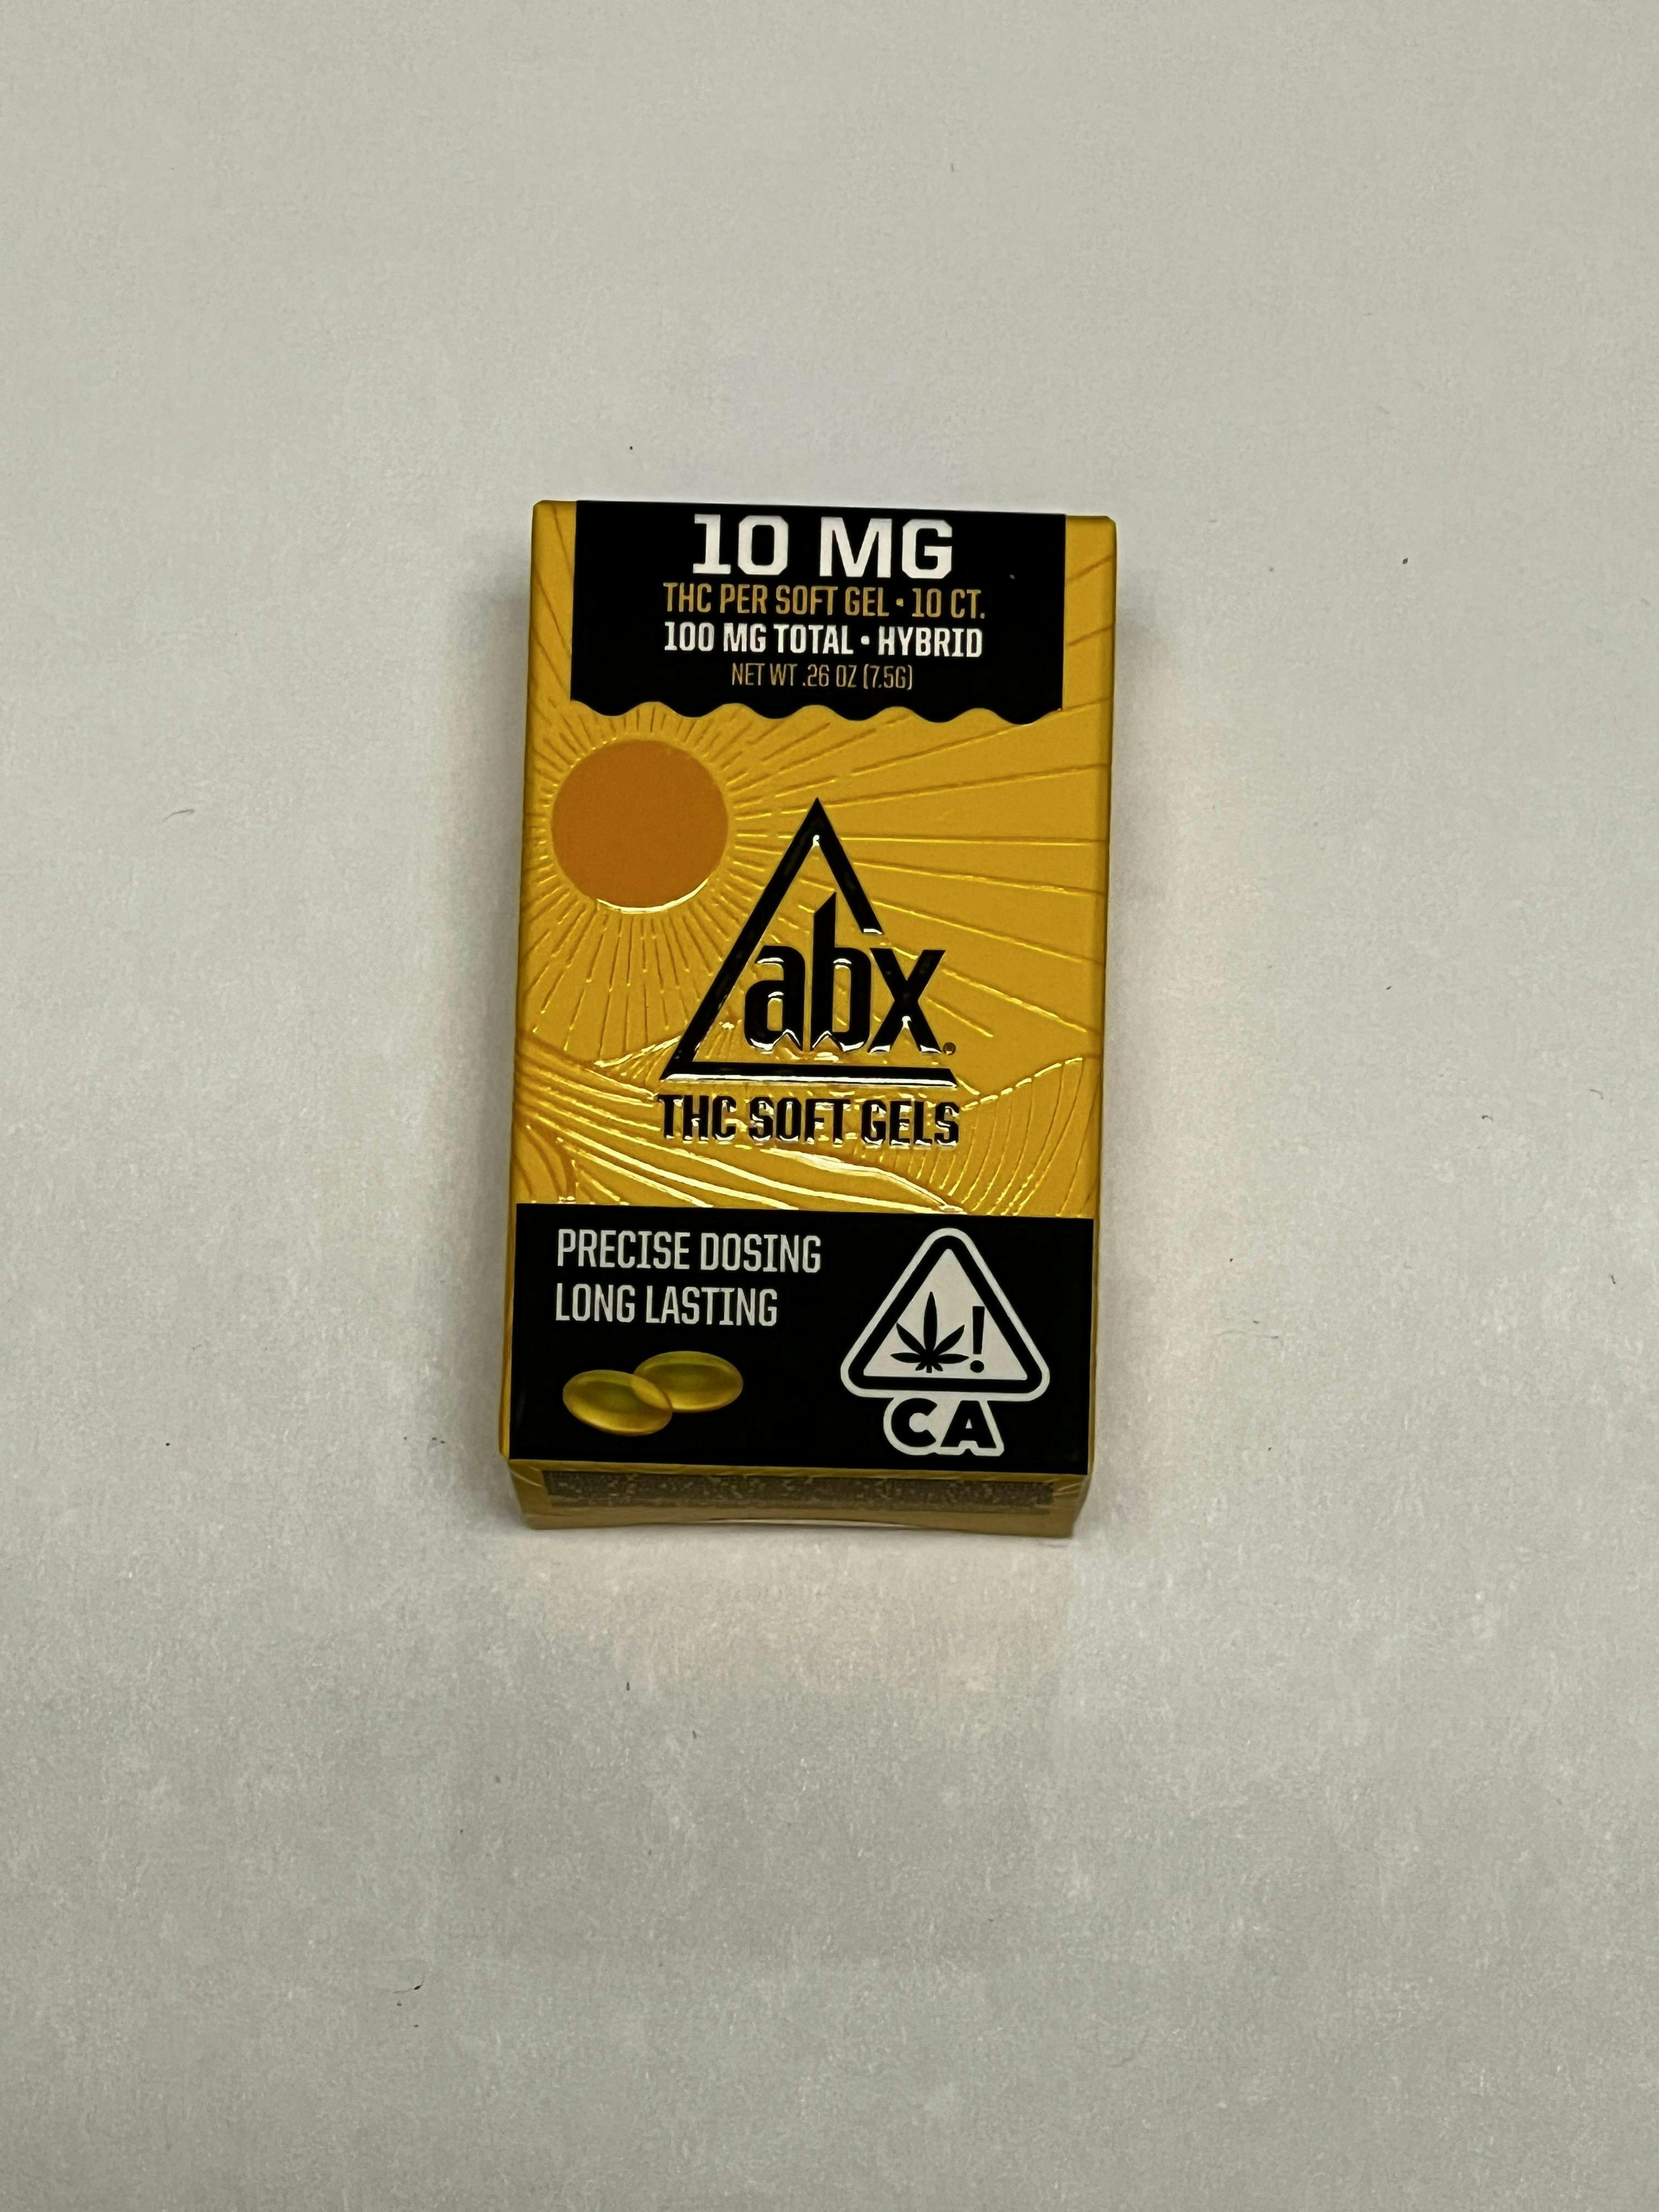 10 MG
THC PER SOFT GEL • 10 CT.
100 MG TOTAL • HYBRID
NET WT .26 OZ (7.5G)
abx
THC SOFT GELS
PRECISE DOSING
LONG LASTING
!
CA